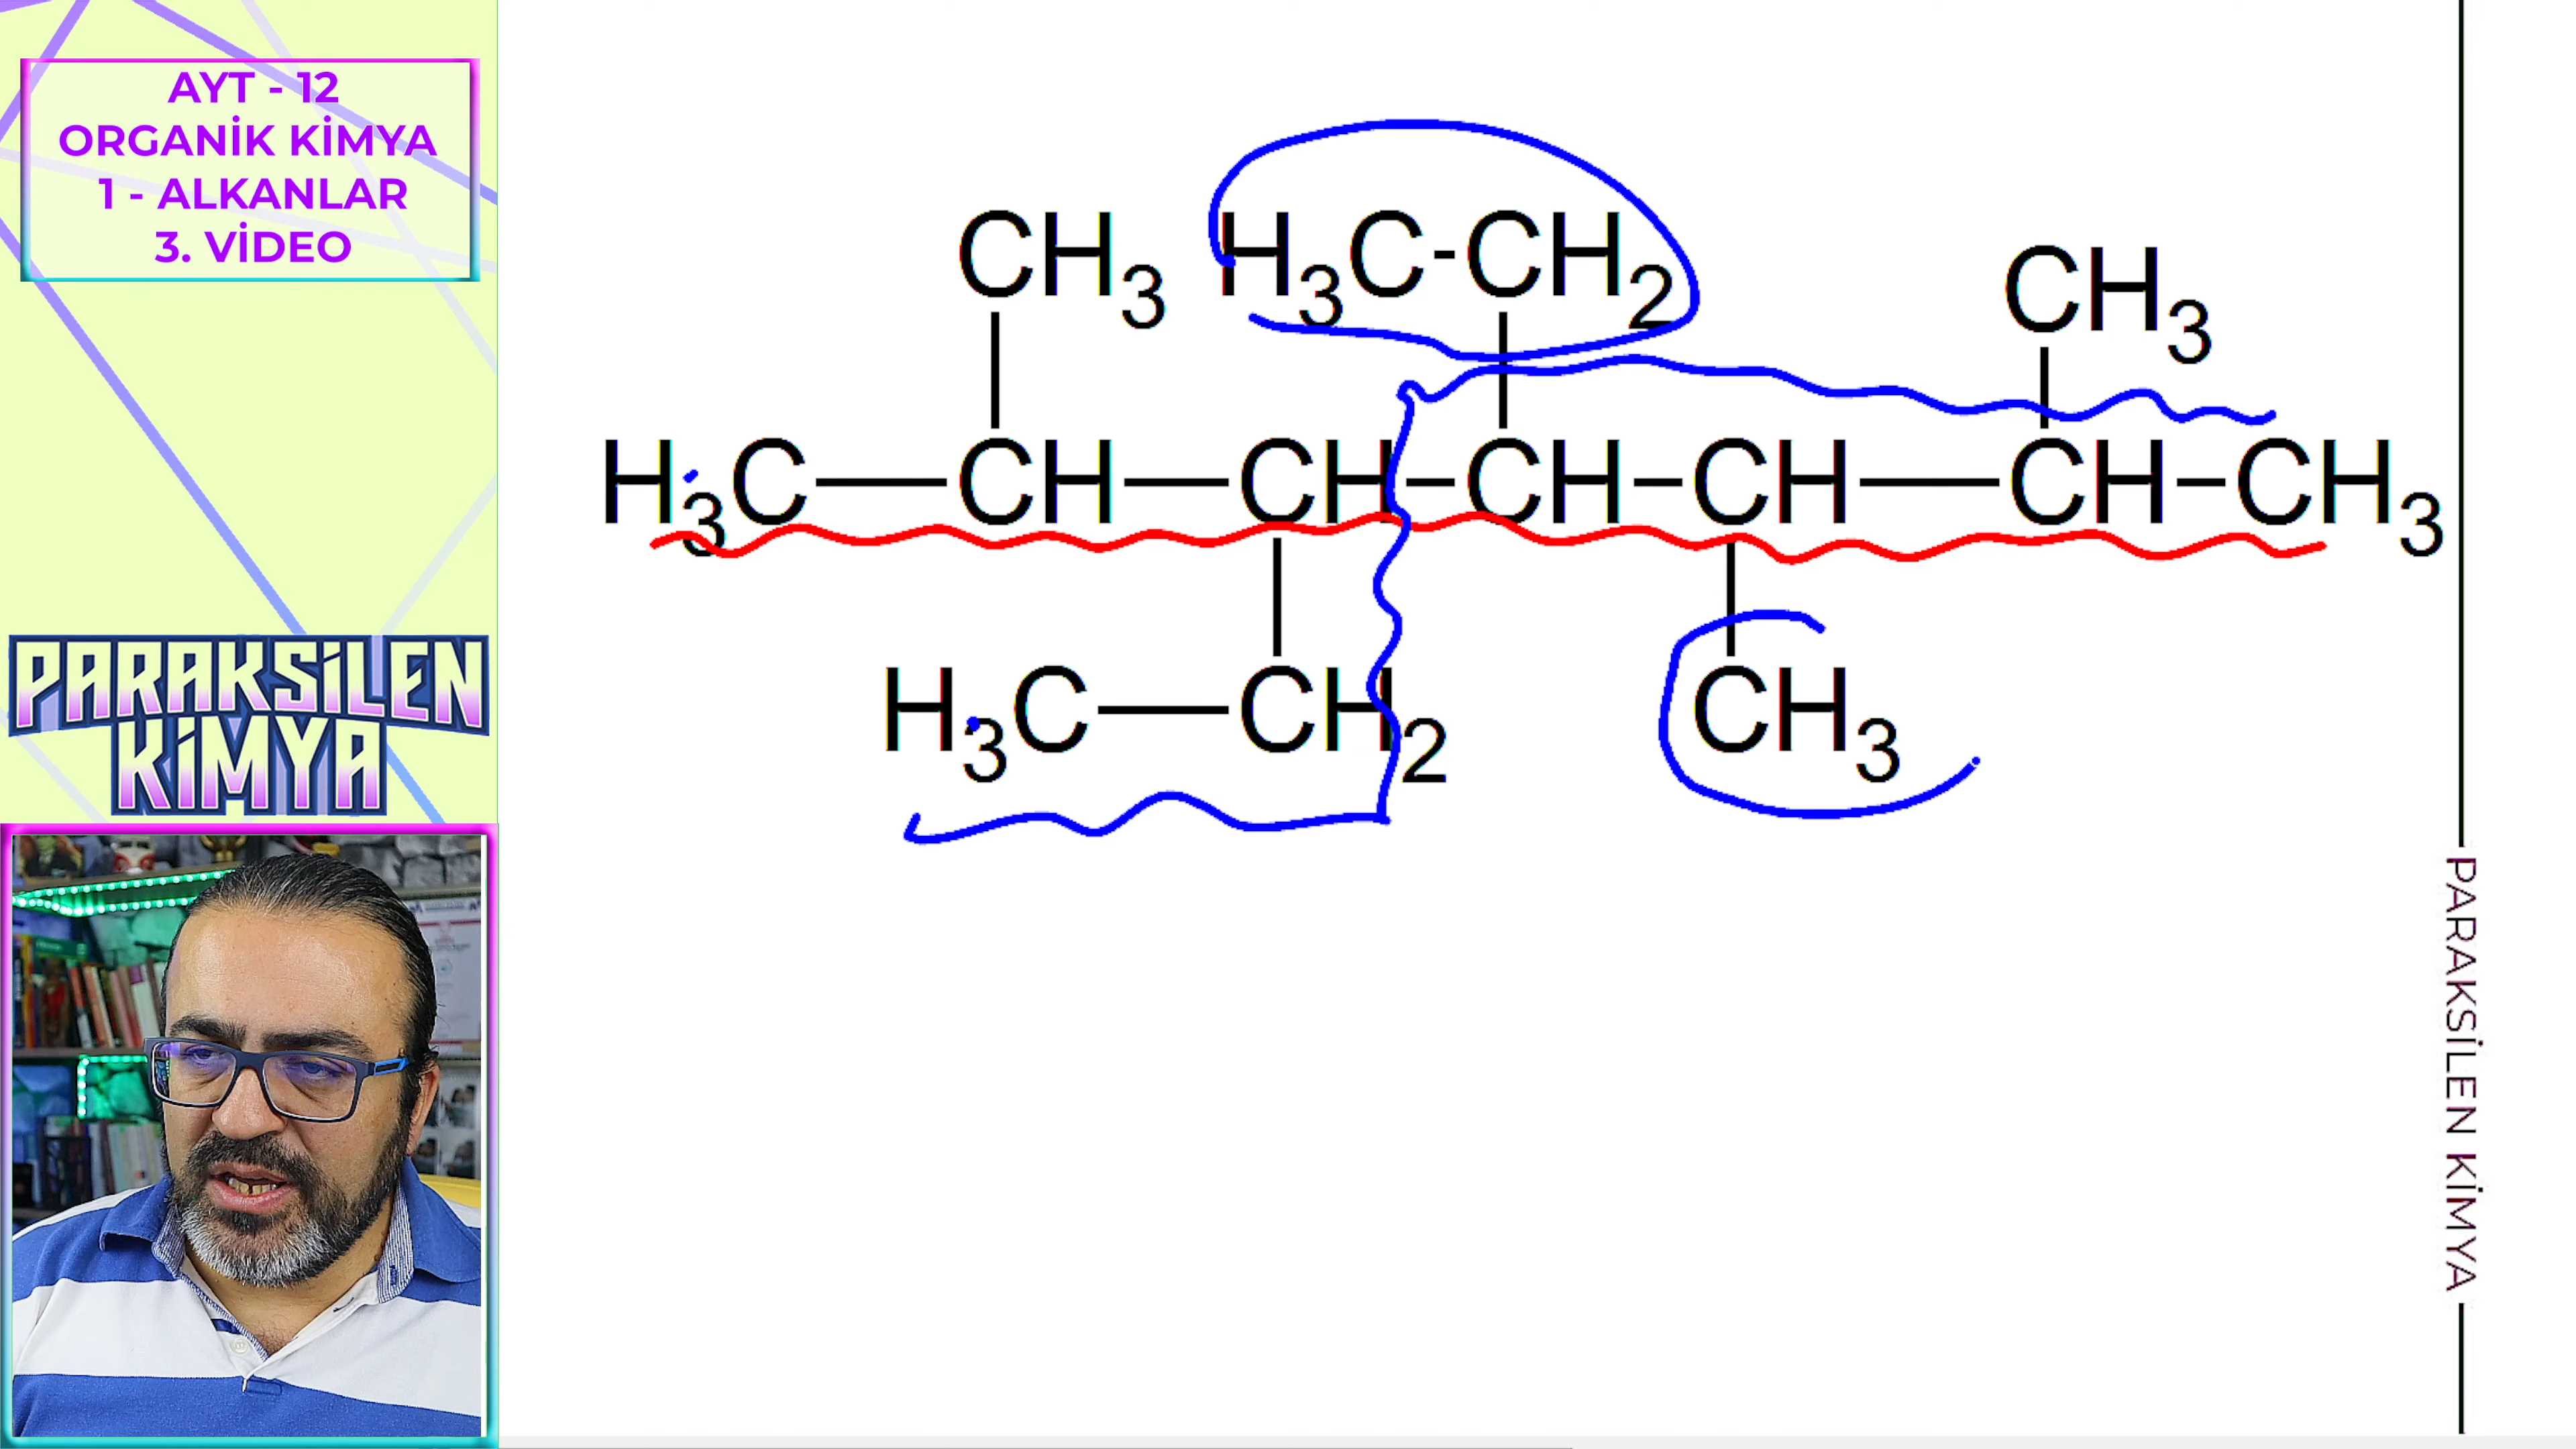 AYT - 12
ORGANİK KİMYA
1 - ALKANLAR
3. VİDEO
PARAKSİLEN
KİMYA
CH3 H3C-CH2 CH3
H3C—CH—CH-CH-CH—CH-CH3
H3C—CH2 CH3
PARAKSİLEN KİMYA